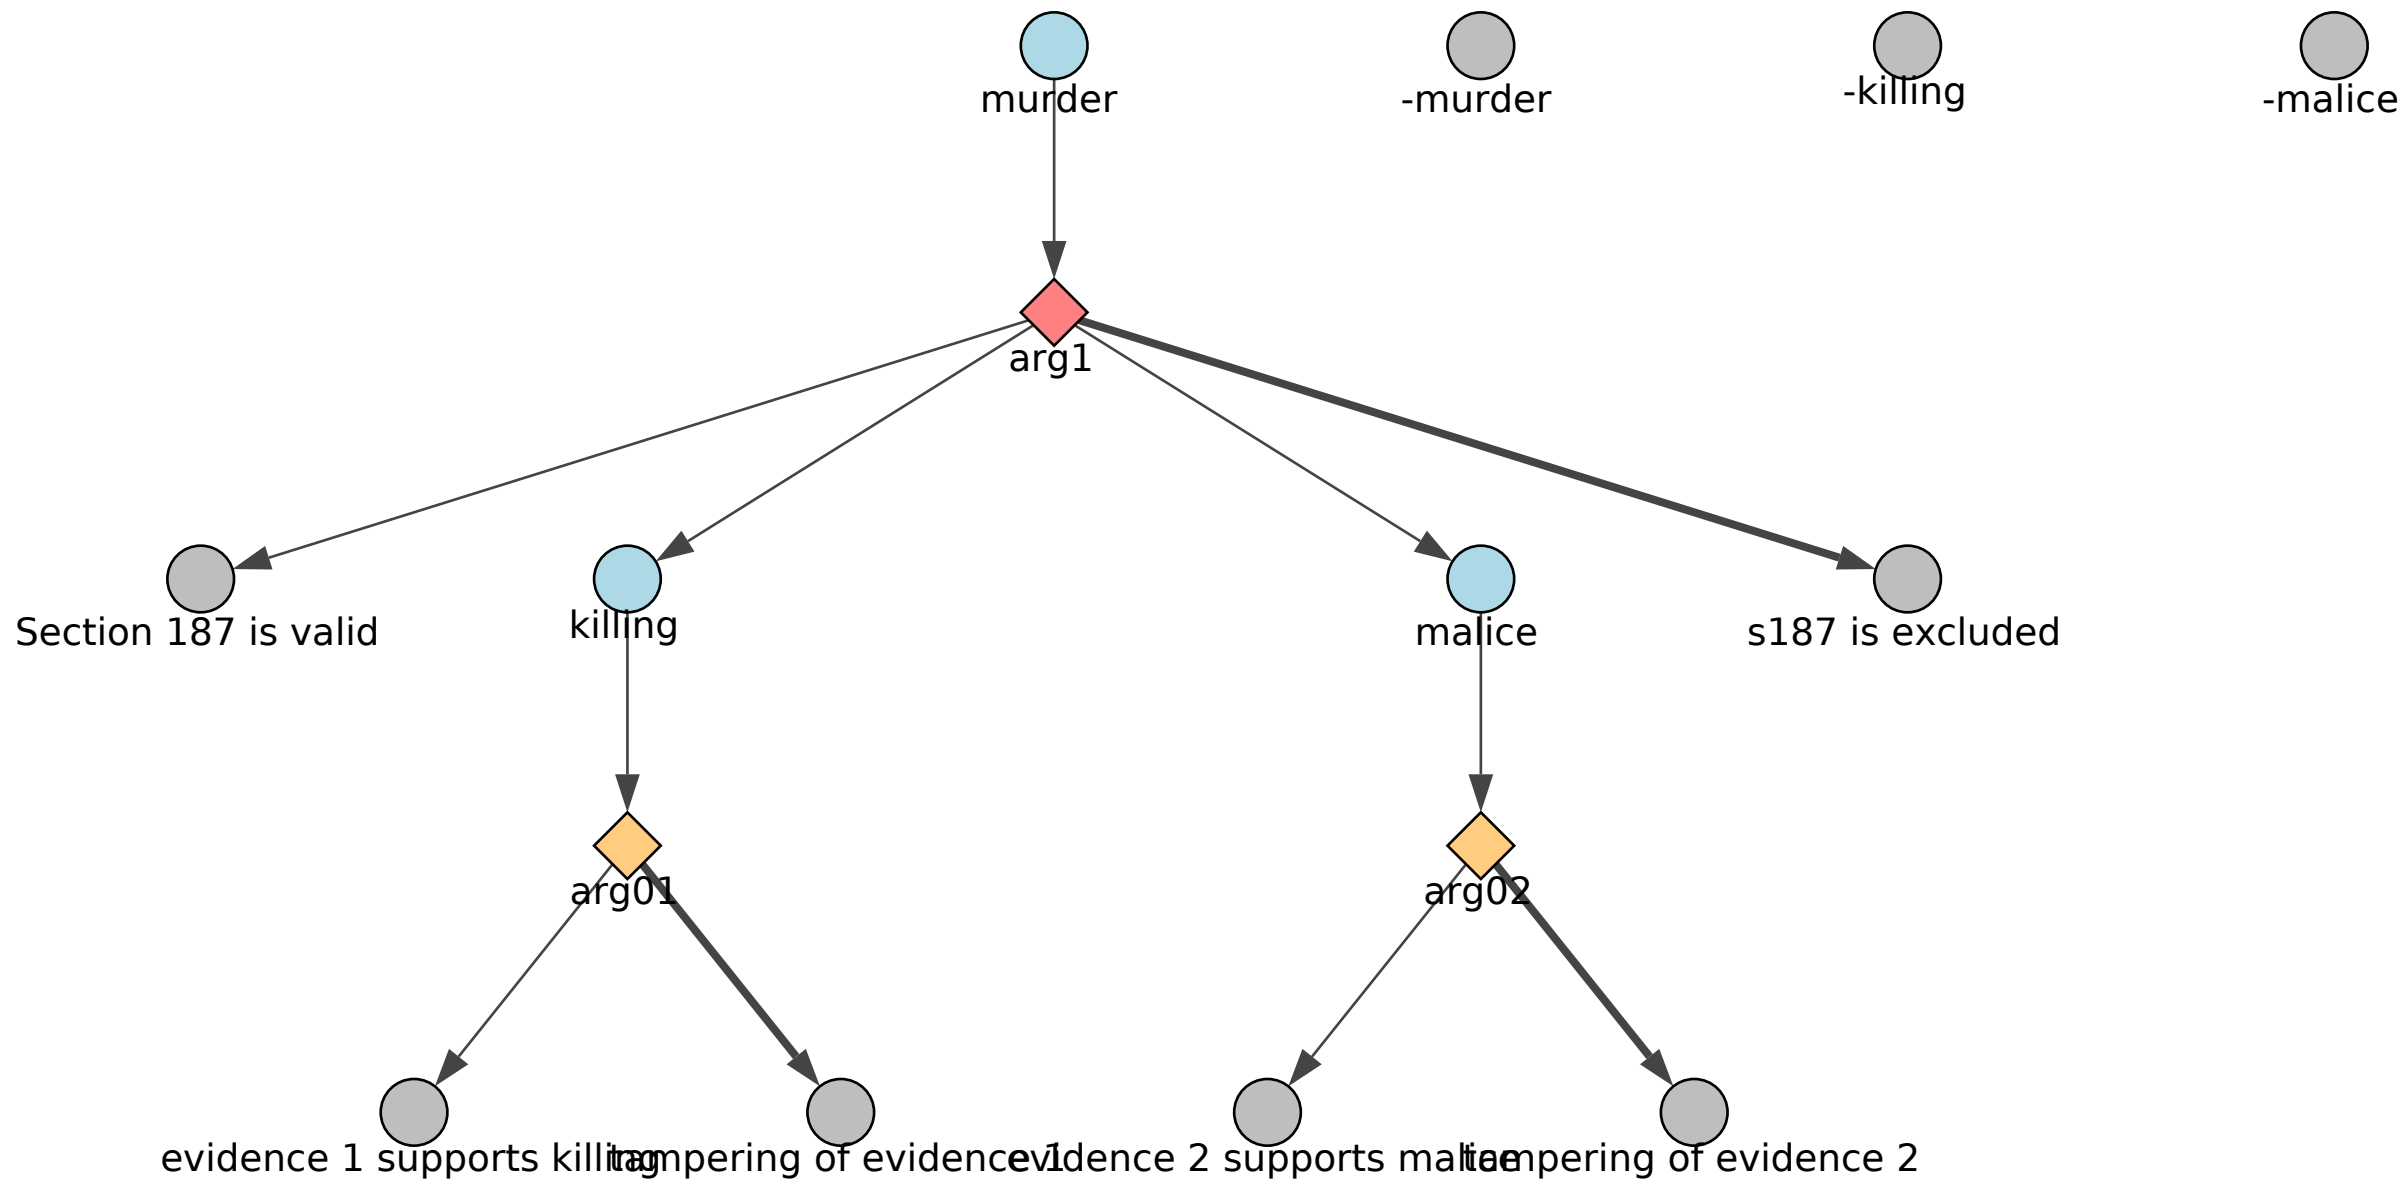 murder
-murder
-killing
-malice
arg1
Section 187 is valid
killing
malice
s187 is excluded
arg01
arg02
evidence 1 supports killing
tampering of evidence 1
evidence 2 supports malice
tampering of evidence 2